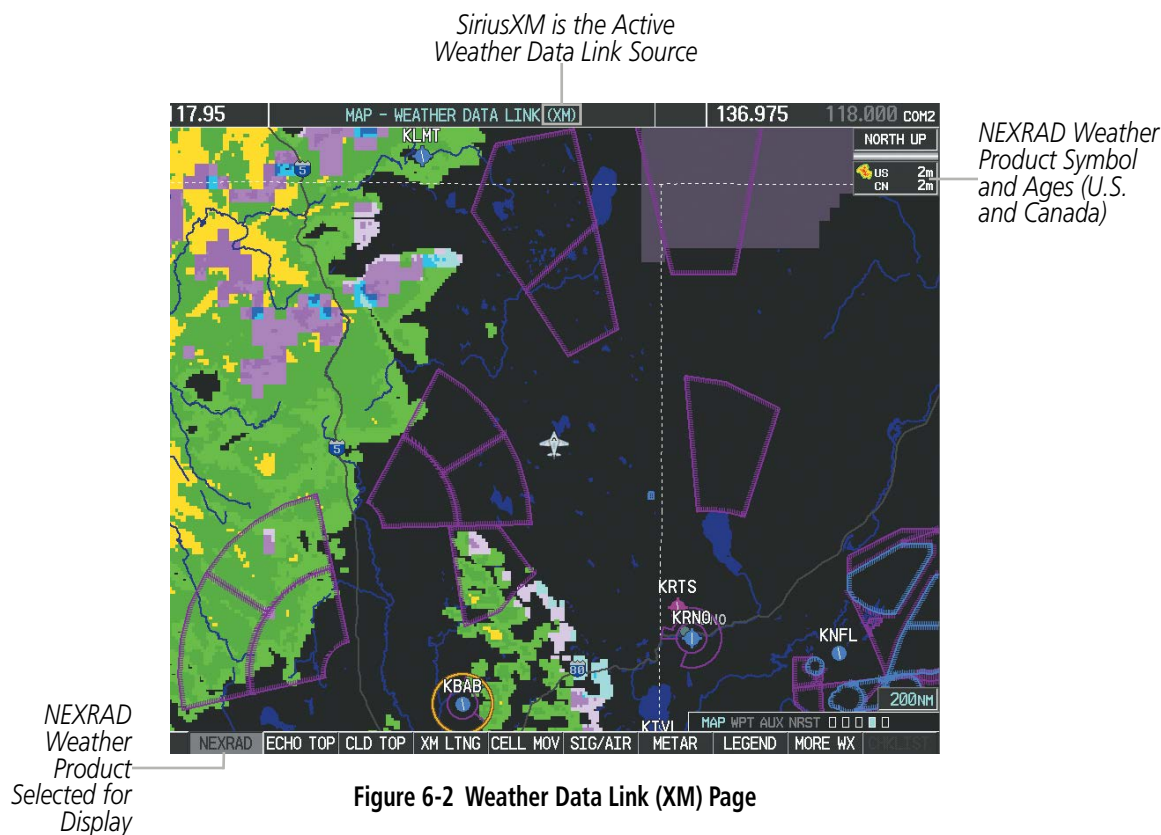 SiriusXM is the Active
Weather Data Link Source
17.95 MAP - WEATHER DATA LINK (XM) 136.975 118.000 COM2
NORTH UP
US 2m
CN 2m
NEXRAD Weather
Product Symbol
and Ages (U.S.
and Canada)
KLMT
5
5
KRTS
KRNO
KNFL
80
KBAB
KTVL
200NM
MAP WPT AUX NRST
NEXRAD ECHO TOP CLD TOP XM LTNG CELL MOV SIG/AIR METAR LEGEND MORE WX CHKLIST
NEXRAD
Weather
Product
Selected for
Display
Figure 6-2 Weather Data Link (XM) Page